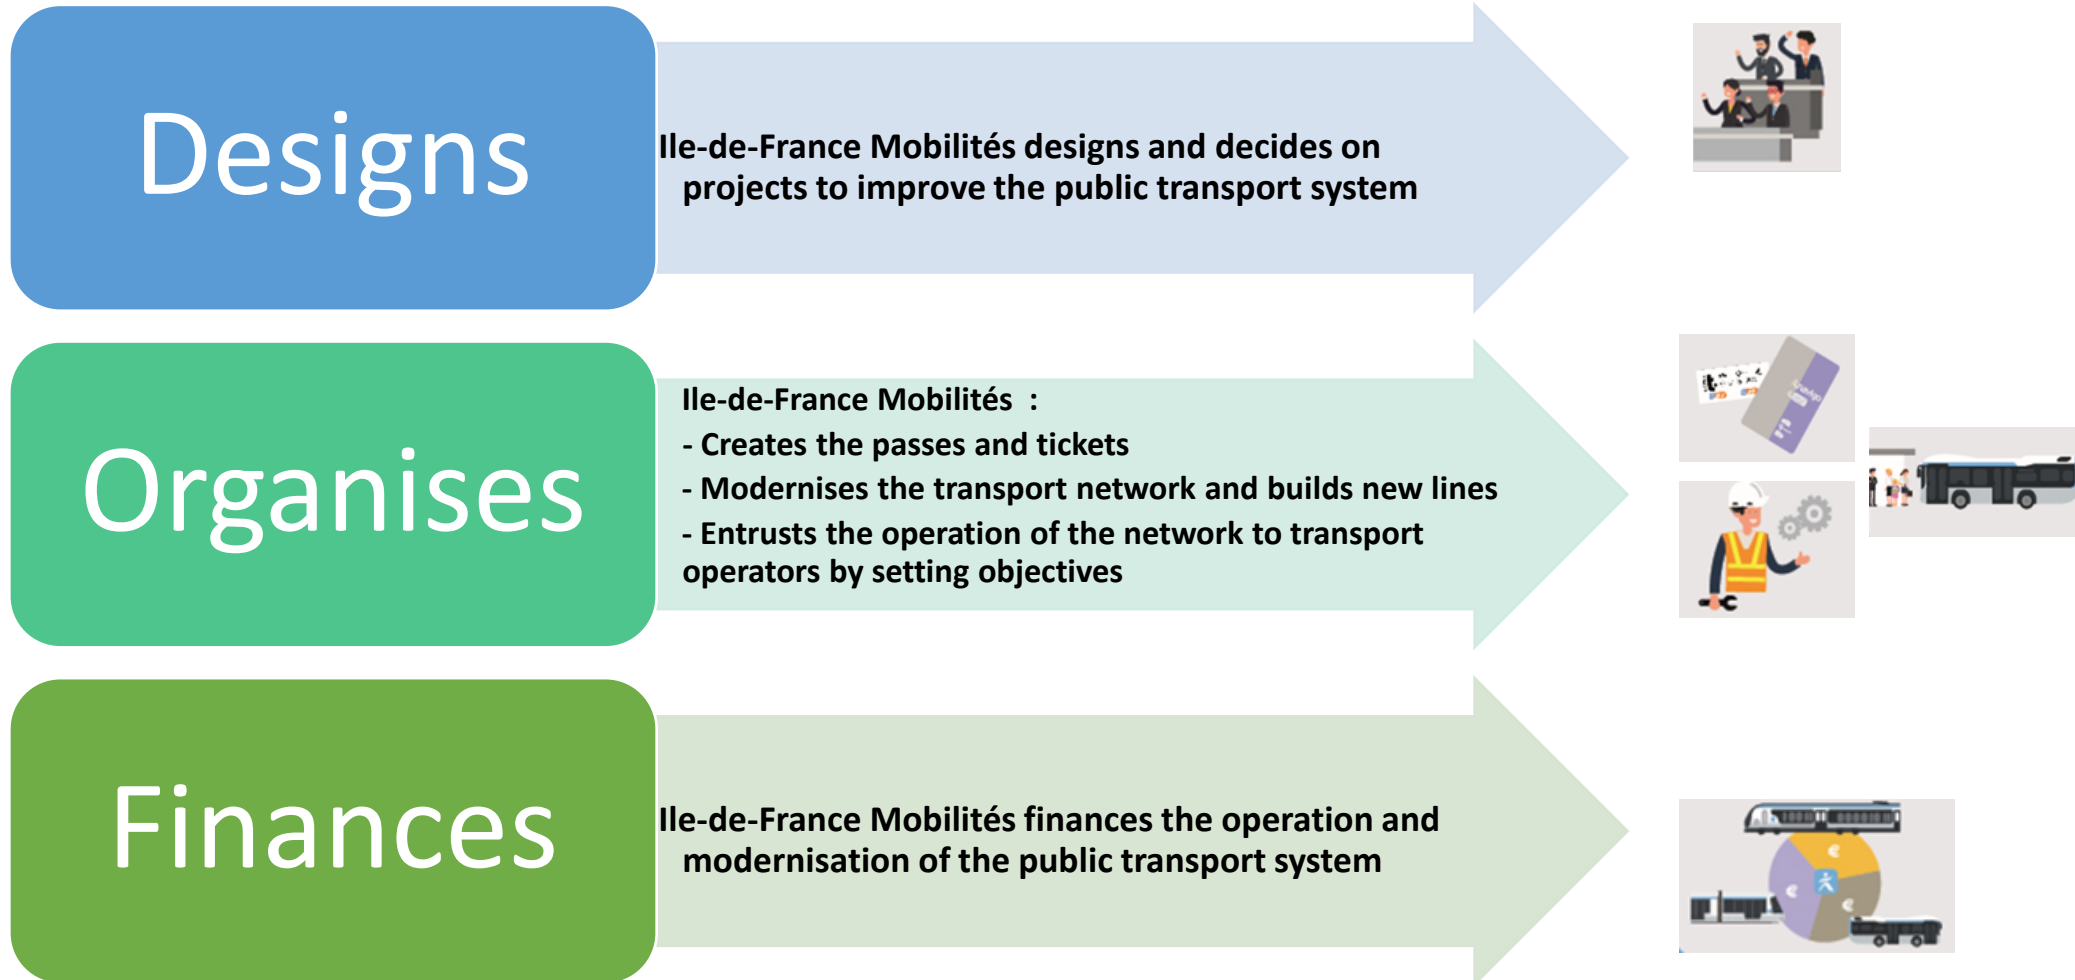 Designs
Ile-de-France Mobilités designs and decides on
projects to improve the public transport system
Organises
Ile-de-France Mobilités :
- Creates the passes and tickets
- Modernises the transport network and builds new lines
- Entrusts the operation of the network to transport
operators by setting objectives
Finances
Ile-de-France Mobilités finances the operation and
modernisation of the public transport system